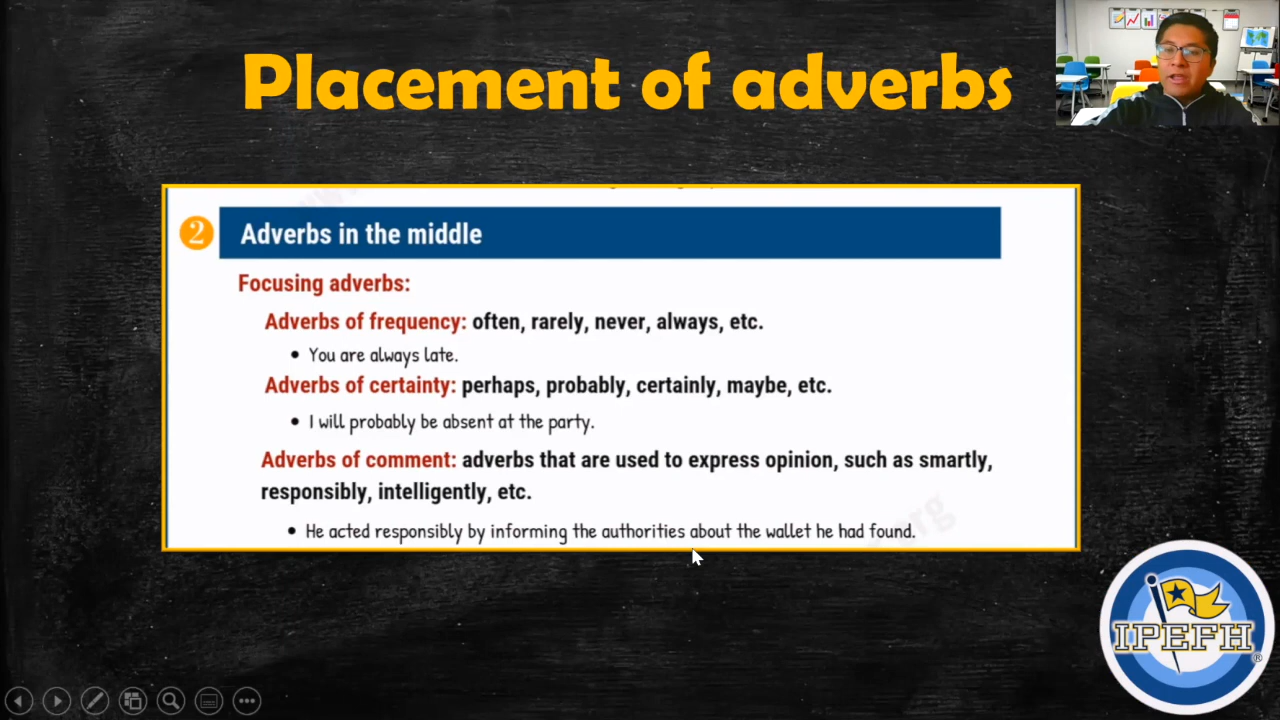 Placement of adverbs
2 Adverbs in the middle
Focusing adverbs:
Adverbs of frequency: often, rarely, never, always, etc.
• You are always late.
Adverbs of certainty: perhaps, probably, certainly, maybe, etc.
• I will probably be absent at the party.
Adverbs of comment: adverbs that are used to express opinion, such as smartly,
responsibly, intelligently, etc.
• He acted responsibly by informing the authorities about the wallet he had found.
IPEFH
®